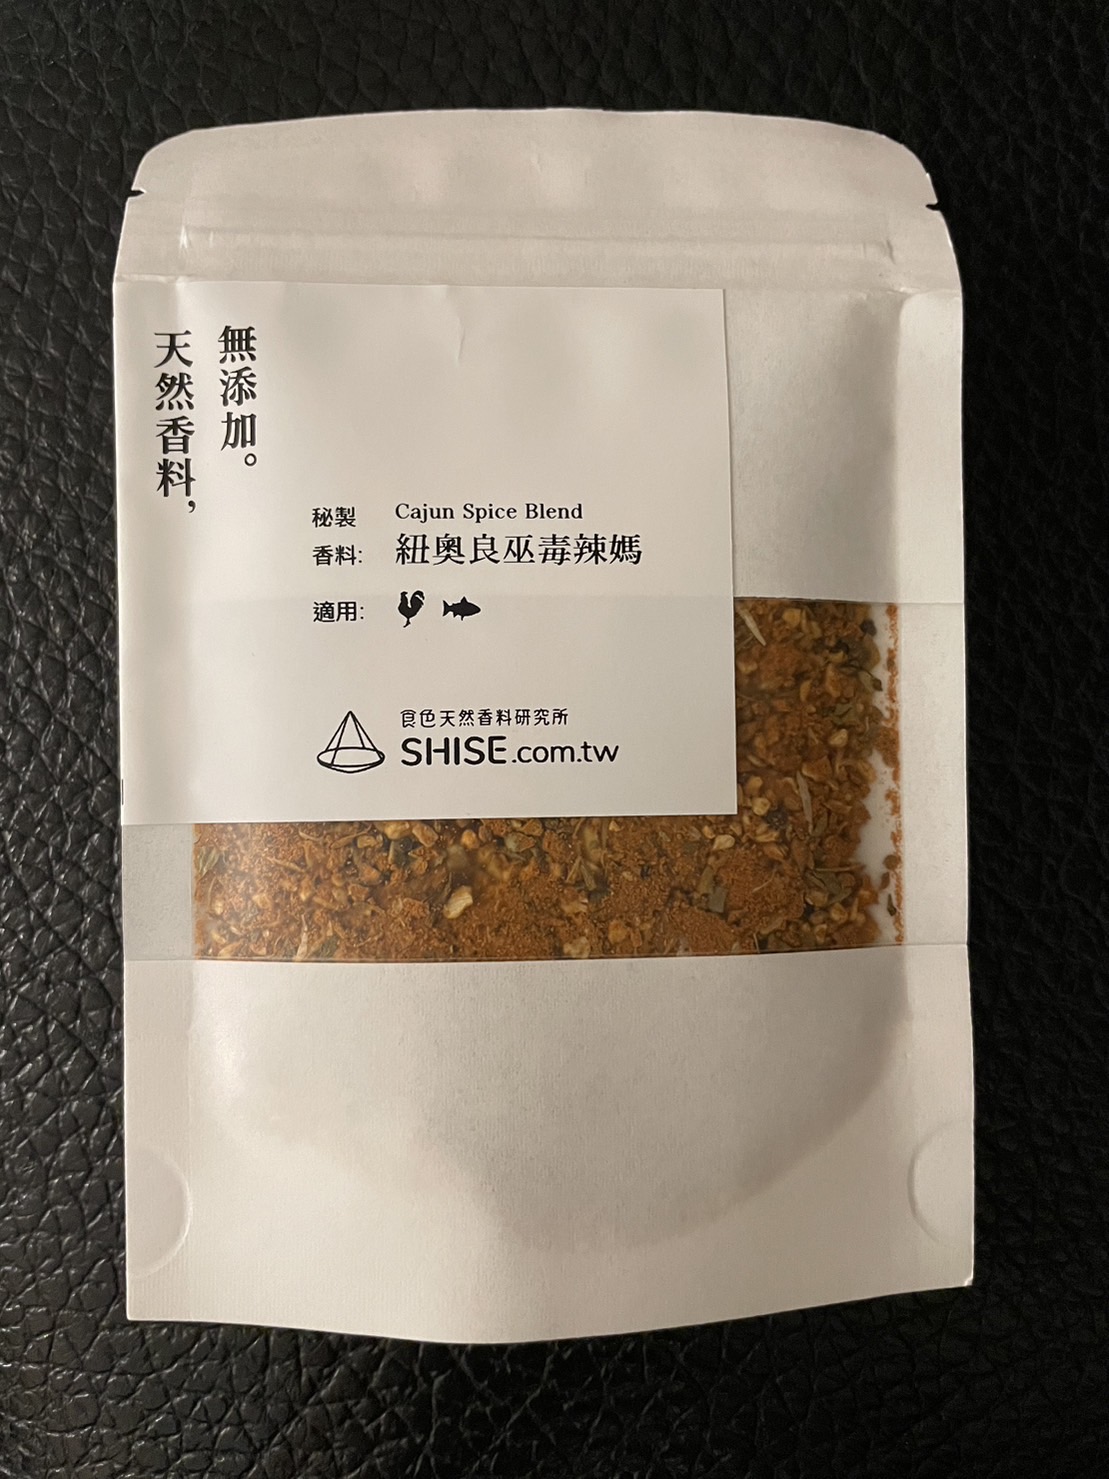 無添加。
天然香料，
秘製
香料:
Cajun Spice Blend
紐奧良巫毒辣媽
適用:
食色天然香料研究所
SHISE.com.tw